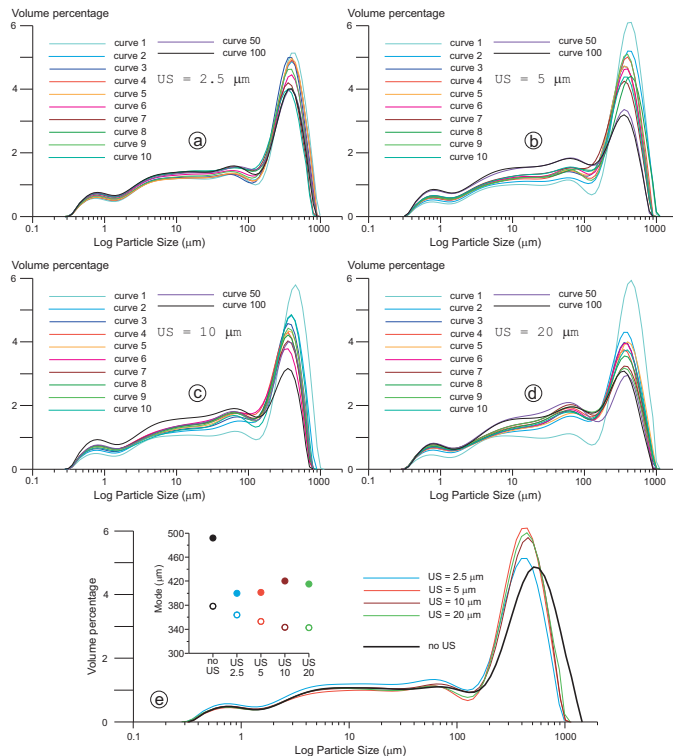 Volume percentage
6
4
2
0
curve 1
curve 2
curve 3
curve 4
curve 5
curve 6
curve 7
curve 8
curve 9
curve 10
curve 50
curve 100
US = 2.5 µm
a
0.1 1 10 100 1000
Log Particle Size (µm)
Volume percentage
6
4
2
0
curve 1
curve 2
curve 3
curve 4
curve 5
curve 6
curve 7
curve 8
curve 9
curve 10
curve 50
curve 100
US = 5 µm
b
0.1 1 10 100 1000
Log Particle Size (µm)
Volume percentage
6
4
2
0
curve 1
curve 2
curve 3
curve 4
curve 5
curve 6
curve 7
curve 8
curve 9
curve 10
curve 50
curve 100
US = 10 µm
c
0.1 1 10 100 1000
Log Particle Size (µm)
Volume percentage
6
4
2
0
curve 1
curve 2
curve 3
curve 4
curve 5
curve 6
curve 7
curve 8
curve 9
curve 10
curve 50
curve 100
US = 20 µm
d
0.1 1 10 100 1000
Log Particle Size (µm)
Volume percentage
6
5
4
3
2
1
0
Mode (µm)
500
460
420
380
340
300
no US
US 2.5
US 5
US 10
US 20
US = 2.5 µm
US = 5 µm
US = 10 µm
US = 20 µm
no US
e
0.1 1 10 100 1000
Log Particle Size (µm)